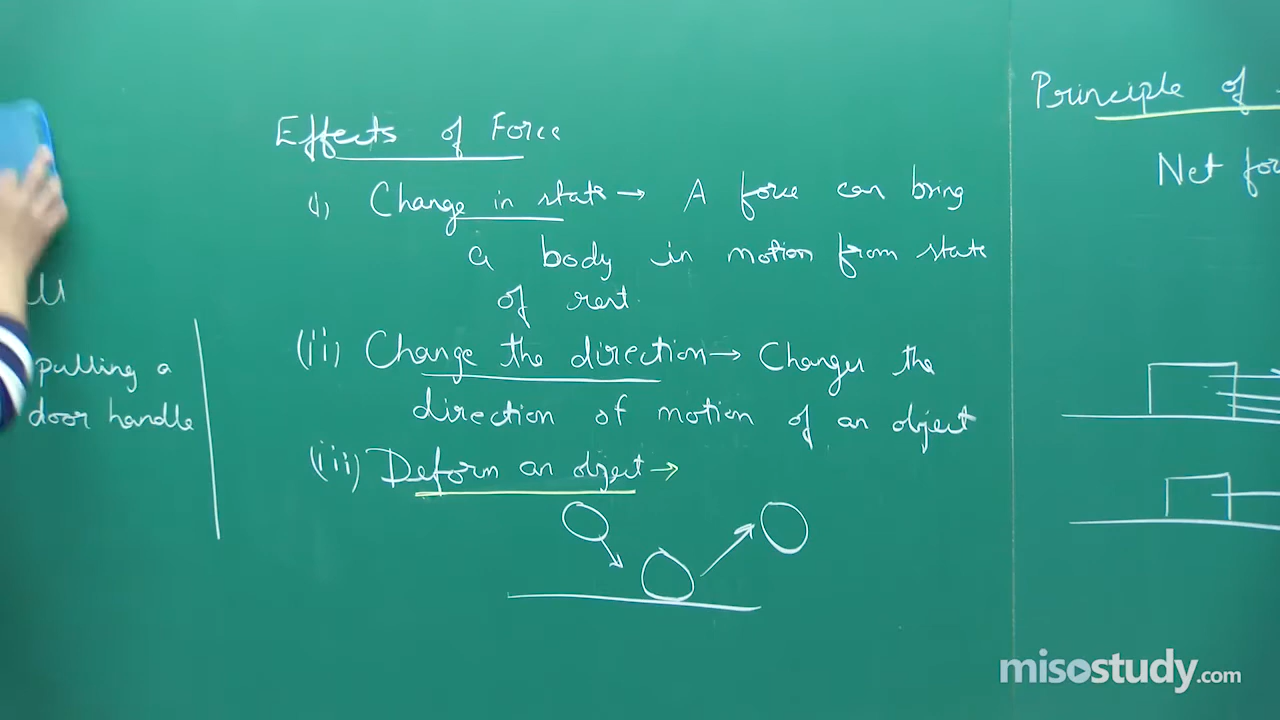 pulling a
door handle
Effects of Force
(i) Change in state → A force can bring
a body in motion from state
of rest.
(ii) Change the direction → Changes the
direction of motion of an object
(iii) Deform an object →
Principle of
Net for
misostudy.com